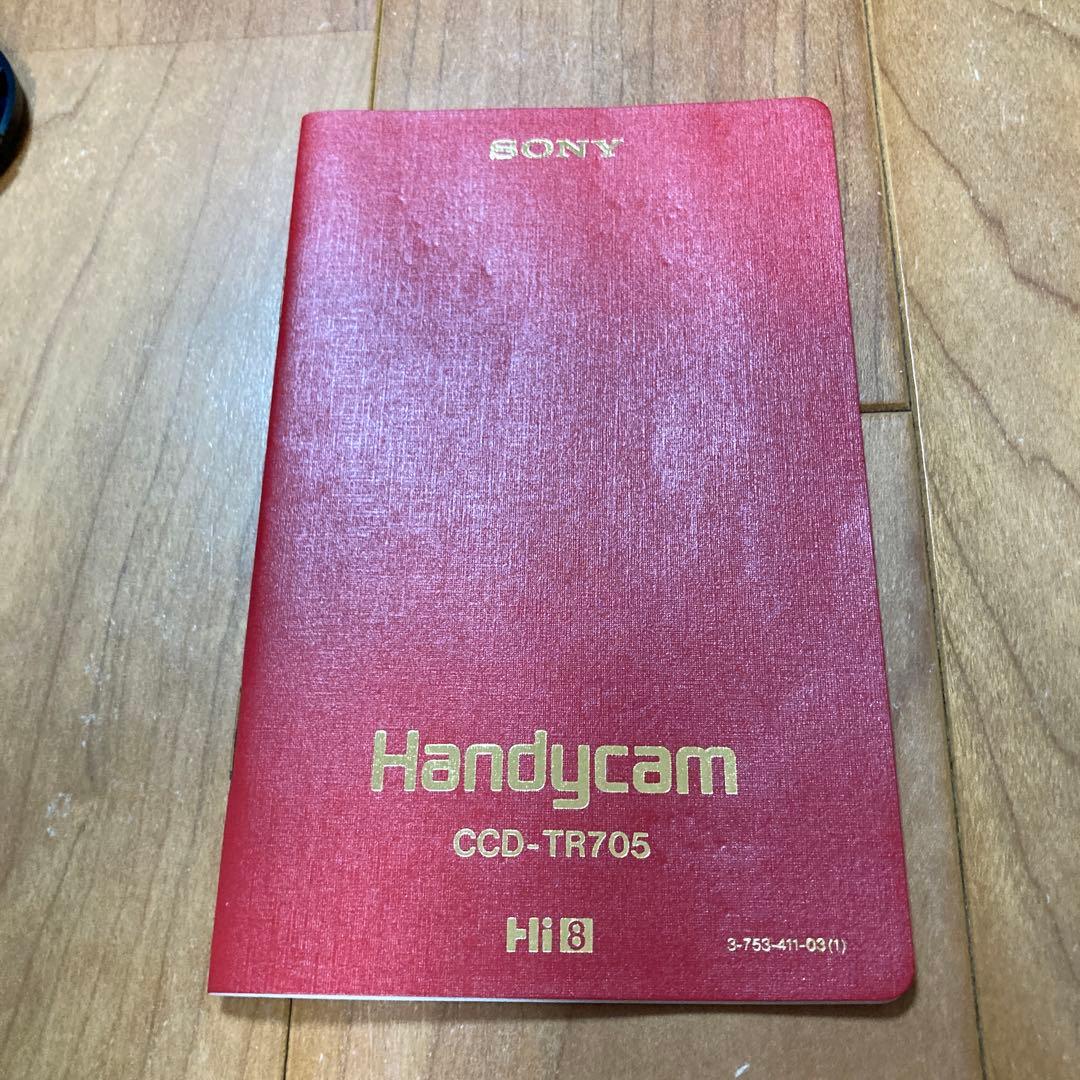 SONY
Handycam
CCD-TR705
Hi8
3-753-411-03(1)